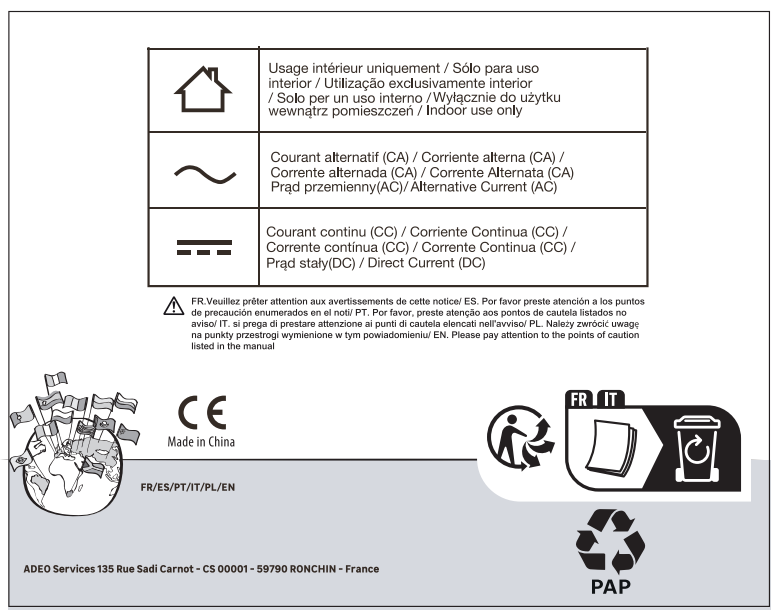 Usage intérieur uniquement / Sólo para uso
interior / Utilização exclusivamente interior
/ Solo per un uso interno / Wyłącznie do użytku
wewnątrz pomieszczeń / Indoor use only
Courant alternatif (CA) / Corriente alterna (CA) /
Corrente alternada (CA) / Corrente Alternata (CA)
Prąd przemienny(AC)/ Alternative Current (AC)
Courant continu (CC) / Corriente Continua (CC) /
Corrente contínua (CC) / Corrente Continua (CC) /
Prąd stały(DC) / Direct Current (DC)
FR.Veuillez prêter attention aux avertissements de cette notice/ ES. Por favor preste atención a los puntos
de precaución enumerados en el noti/ PT. Por favor, preste atenção aos pontos de cautela listados no
aviso/ IT. si prega di prestare attenzione ai punti di cautela elencati nell'avviso/ PL. Należy zwrócić uwagę
na punkty przestrogi wymienione w tym powiadomieniu/ EN. Please pay attention to the points of caution
listed in the manual
CE
Made in China
FR IT
FR/ES/PT/IT/PL/EN
ADEO Services 135 Rue Sadi Carnot - CS 00001 - 59790 RONCHIN - France
PAP